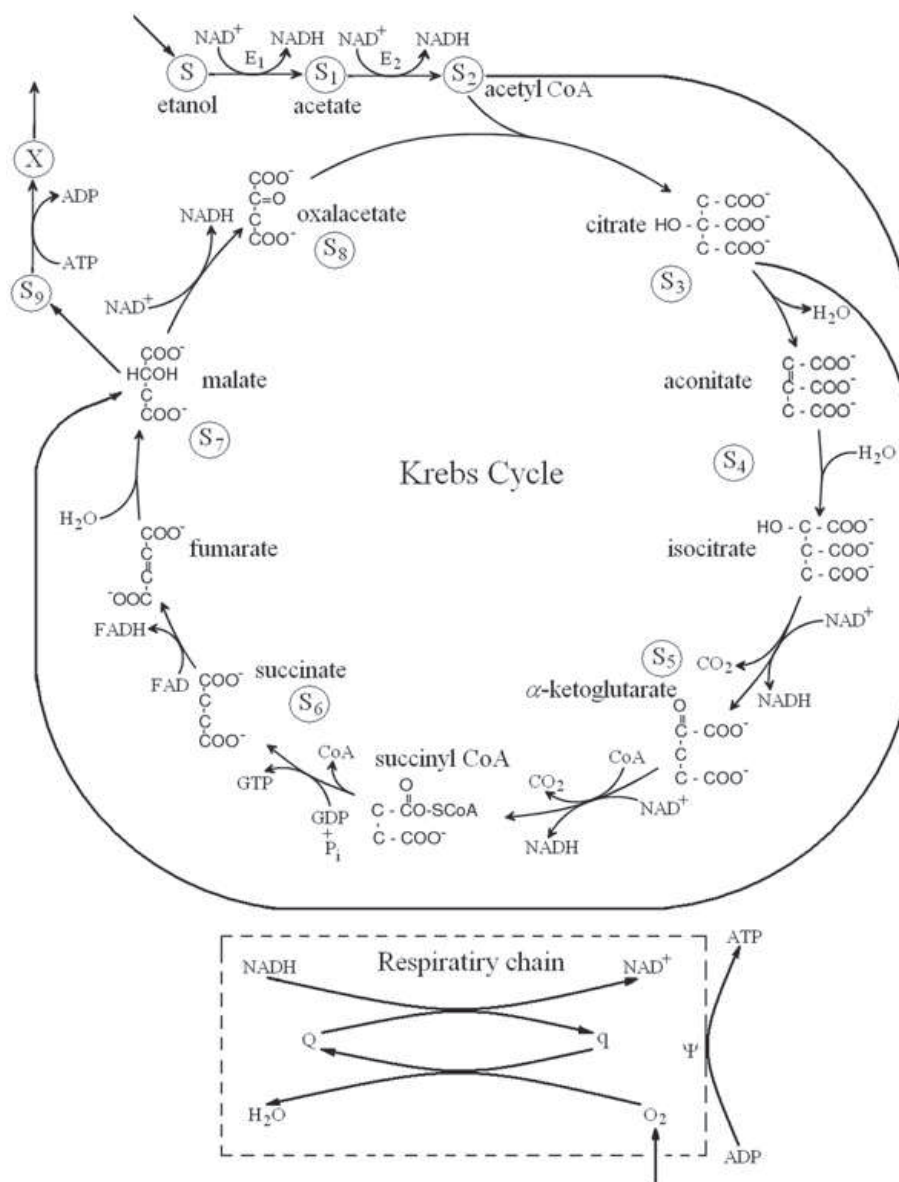 NAD+ NADH NAD+ NADH
S E1 S1 E2 S2
etanol acetate acetyl CoA
X
ADP
ATP
S9
COO-
C=O
C
COO-
oxalacetate
S8
NADH
NAD+
citrate
C - COO-
HO - C - COO-
C - COO-
S3
H2O
aconitate
C - COO-
C - COO-
C - COO-
S4
H2O
COO-
HCOH
C
COO-
malate
S7
Krebs Cycle
isocitrate
HO - C - COO-
C - COO-
C - COO-
H2O
COO-
C
C
-OOC
fumarate
NAD+
CO2
NADH
FADH
FAD
succinate
S6
COO-
C
C
COO-
S5
α-ketoglutarate
O
C - COO-
C
C - COO-
succinyl CoA
O
C - CO-SCoA
C - COO-
CoA
GTP
GDP
+
Pi
CO2
CoA
NAD+
NADH
Respiratiry chain
NADH NAD+
Q q
H2O O2
ATP
Ψ
ADP